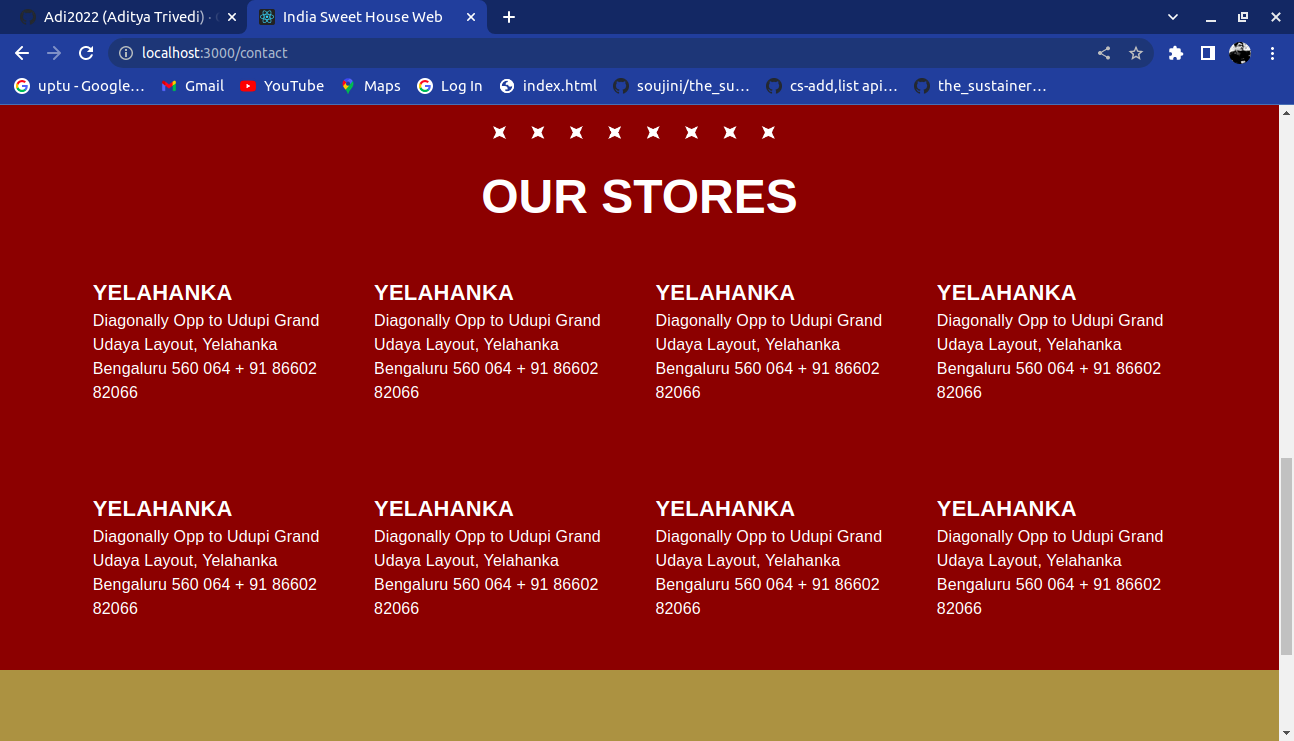 Adi2022 (Aditya Trivedi) ·
India Sweet House Web
localhost:3000/contact
uptu - Google…
Gmail
YouTube
Maps
Log In
index.html
soujini/the_su…
cs-add,list api…
the_sustainer…
OUR STORES
YELAHANKA
Diagonally Opp to Udupi Grand
Udaya Layout, Yelahanka
Bengaluru 560 064 + 91 86602
82066
YELAHANKA
Diagonally Opp to Udupi Grand
Udaya Layout, Yelahanka
Bengaluru 560 064 + 91 86602
82066
YELAHANKA
Diagonally Opp to Udupi Grand
Udaya Layout, Yelahanka
Bengaluru 560 064 + 91 86602
82066
YELAHANKA
Diagonally Opp to Udupi Grand
Udaya Layout, Yelahanka
Bengaluru 560 064 + 91 86602
82066
YELAHANKA
Diagonally Opp to Udupi Grand
Udaya Layout, Yelahanka
Bengaluru 560 064 + 91 86602
82066
YELAHANKA
Diagonally Opp to Udupi Grand
Udaya Layout, Yelahanka
Bengaluru 560 064 + 91 86602
82066
YELAHANKA
Diagonally Opp to Udupi Grand
Udaya Layout, Yelahanka
Bengaluru 560 064 + 91 86602
82066
YELAHANKA
Diagonally Opp to Udupi Grand
Udaya Layout, Yelahanka
Bengaluru 560 064 + 91 86602
82066